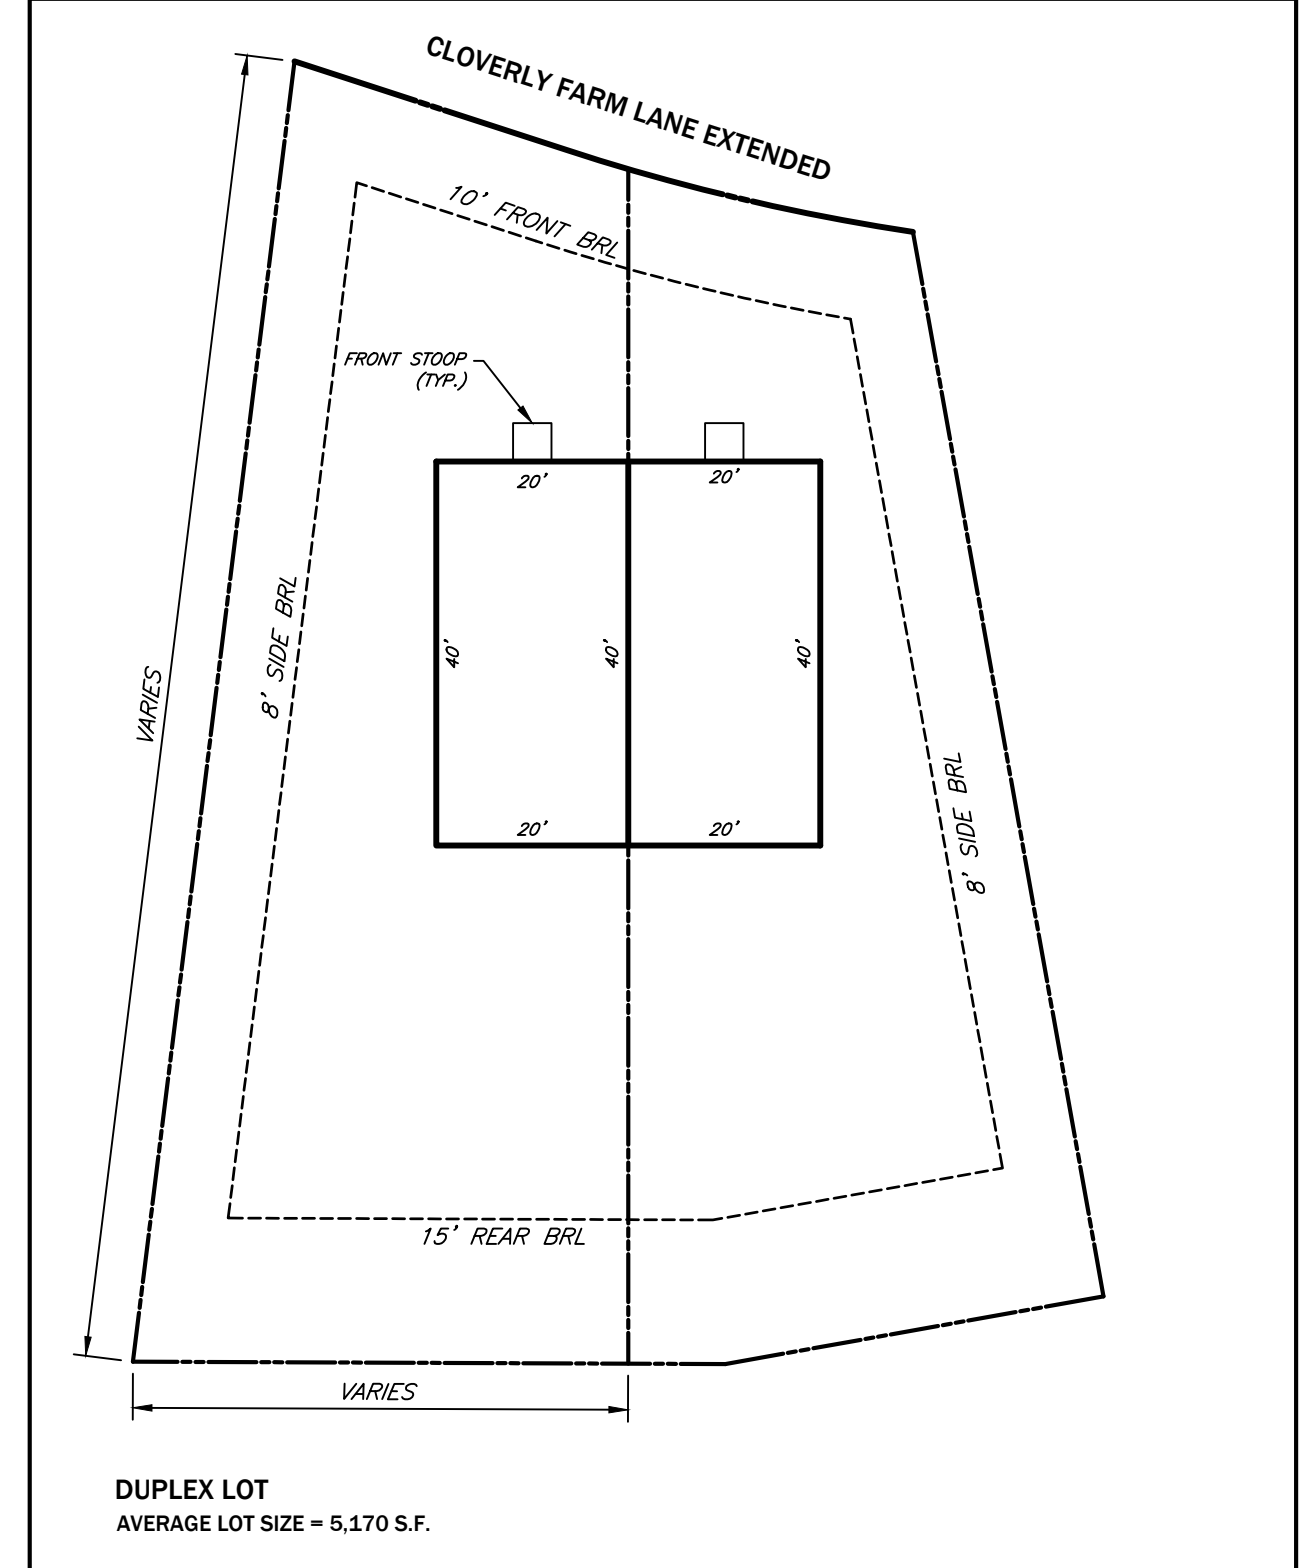 CLOVERLY FARM LANE EXTENDED
10' FRONT BRL
FRONT STOOP
(TYP.)
20'
20'
8' SIDE BRL
40'
40'
40'
VARIES
8' SIDE BRL
20'
20'
15' REAR BRL
VARIES
DUPLEX LOT
AVERAGE LOT SIZE = 5,170 S.F.